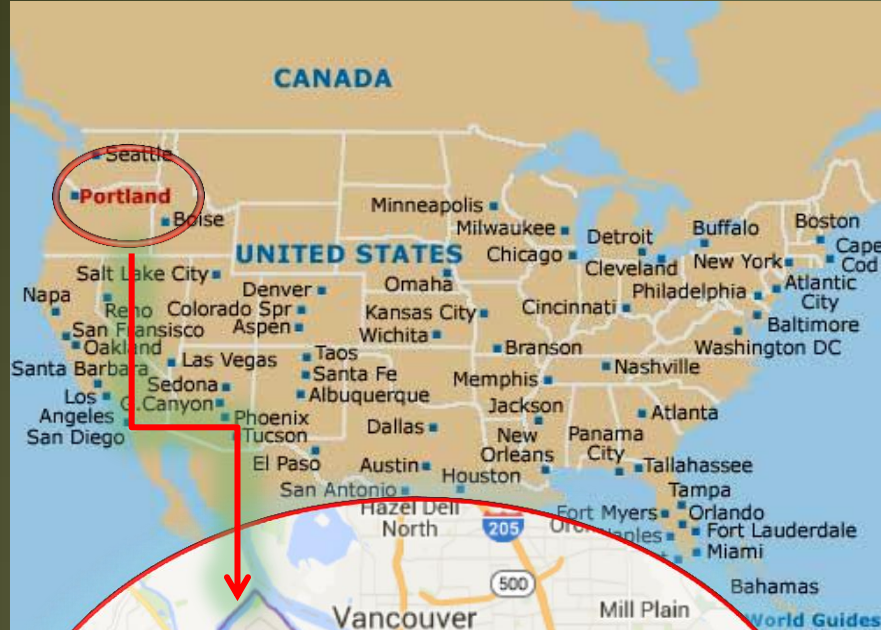 CANADA
Seattle
Portland
Boise
Minneapolis
Milwaukee
Detroit
Buffalo
Boston
UNITED STATES
Chicago
Cleveland
New York
Cape
Cod
Salt Lake City
Denver
Omaha
Philadelphia
Atlantic
City
Napa
Reno
Colorado Spr
Kansas City
Cincinnati
Baltimore
San Fransisco
Aspen
Wichita
Washington DC
Oakland
Las Vegas
Taos
Branson
Santa Barbara
Santa Fe
Nashville
Sedona
Memphis
Los
Angeles
G.Canyon
Albuquerque
Jackson
Atlanta
Phoenix
San Diego
Tucson
Dallas
New
Orleans
Panama
City
El Paso
Austin
Houston
Tallahassee
San Antonio
Tampa
Hazel Dell
North
205
Fort Myers
Orlando
Naples
Fort Lauderdale
Miami
500
Bahamas
Vancouver
Mill Plain
World Guides